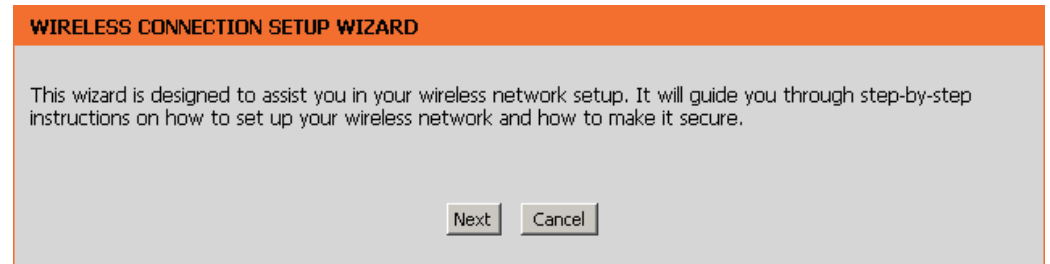 WIRELESS CONNECTION SETUP WIZARD
This wizard is designed to assist you in your wireless network setup. It will guide you through step-by-step
instructions on how to set up your wireless network and how to make it secure.
Next Cancel